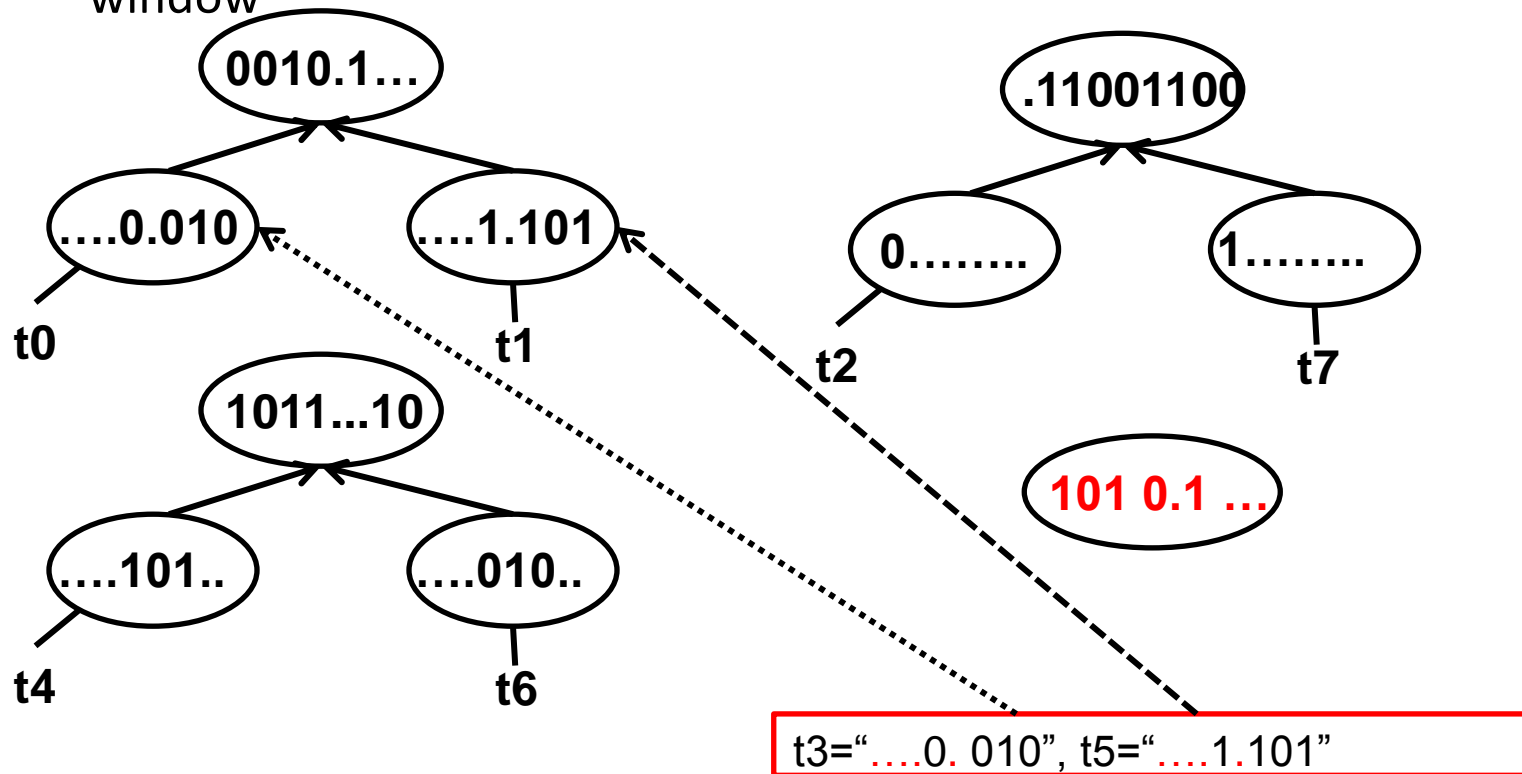 window
0010.1…
.11001100
….0.010
….1.101
0……..
1……..
t0
t1
t2
t7
1011...10
101 0.1 …
….101..
….010..
t4
t6
t3=“….0. 010”, t5=“….1.101”